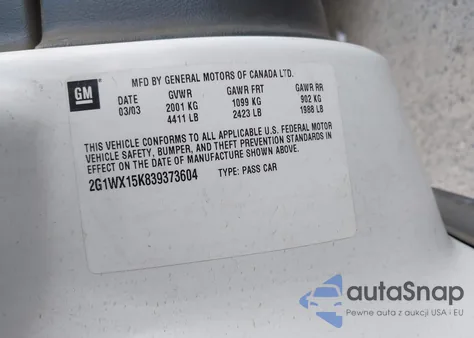 GM
MFD BY GENERAL MOTORS OF CANADA LTD.
DATE GVWR GAWR FRT GAWR RR
03/03 2001 KG 1099 KG 902 KG
4411 LB 2423 LB 1988 LB
THIS VEHICLE CONFORMS TO ALL APPLICABLE U.S. FEDERAL MOTOR
VEHICLE SAFETY, BUMPER, AND THEFT PREVENTION STANDARDS IN
EFFECT ON THE DATE OF MANUFACTURE SHOWN ABOVE.
2G1WX15K839373604 TYPE: PASS CAR
autoSnap
Pewne auta z aukcji USA i EU